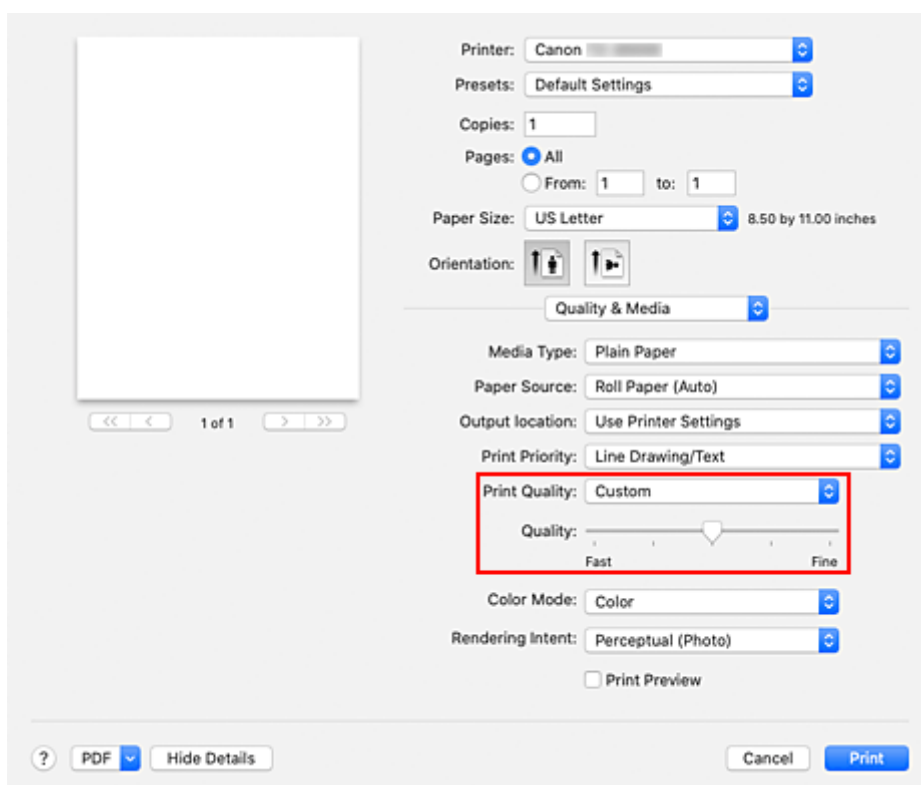 Printer: Canon
Presets: Default Settings
Copies: 1
Pages: All
From: 1 to: 1
Paper Size: US Letter 8.50 by 11.00 inches
Orientation:
Quality & Media
Media Type: Plain Paper
Paper Source: Roll Paper (Auto)
<< < 1 of 1 > >>
Output location: Use Printer Settings
Print Priority: Line Drawing/Text
Print Quality: Custom
Quality:
Fast Fine
Color Mode: Color
Rendering Intent: Perceptual (Photo)
Print Preview
? PDF Hide Details Cancel Print